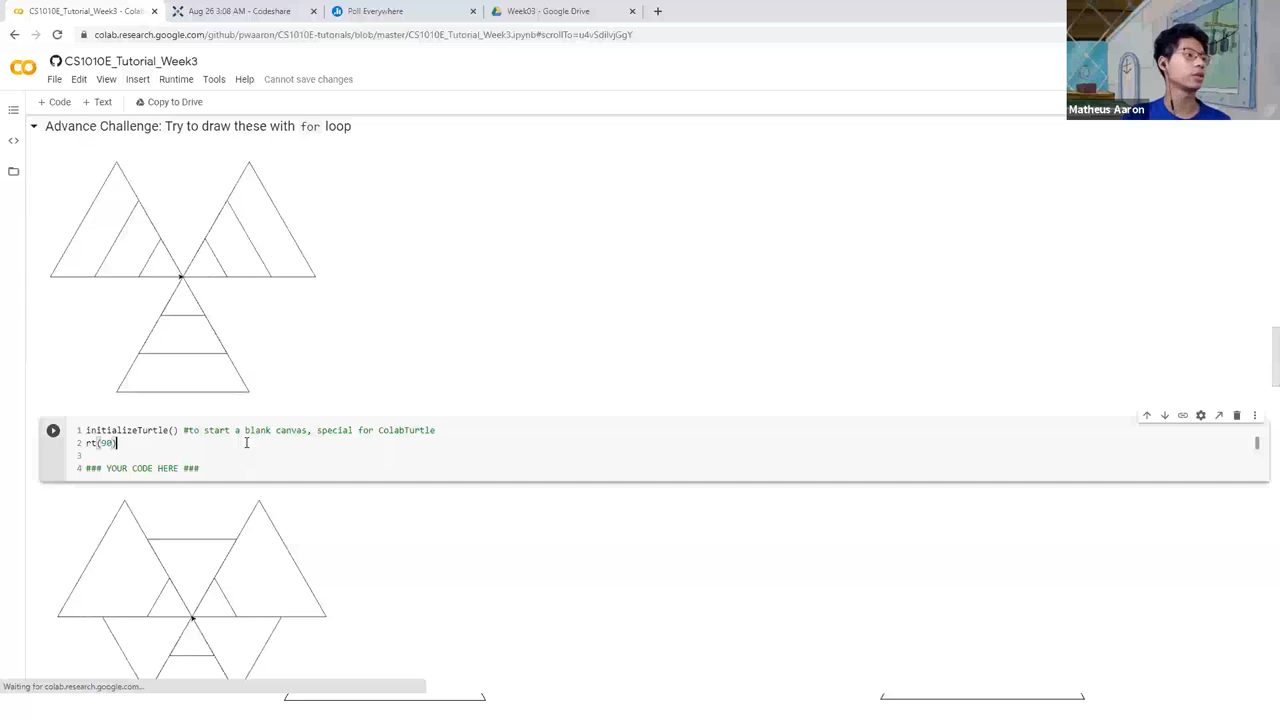 CS1010E_Tutorial_Week3 - Colab
Aug 26 3:08 AM - Codeshare
Poll Everywhere
Week03 - Google Drive
colab.research.google.com/github/pwaaron/CS1010E-tutorials/blob/master/CS1010E_Tutorial_Week3.ipynb#scrollTo=u4vSdiIvjGgY
CS1010E_Tutorial_Week3
File Edit View Insert Runtime Tools Help Cannot save changes
+ Code + Text Copy to Drive
Matheus Aaron
Advance Challenge: Try to draw these with for loop
1 initializeTurtle() #to start a blank canvas, special for ColabTurtle
2 rt(90)
3
4 ### YOUR CODE HERE ###
Waiting for colab.research.google.com...